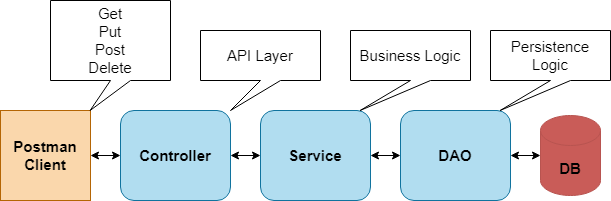 Get
Put
Post
Delete
API Layer
Business Logic
Persistence
Logic
Postman
Client
Controller
Service
DAO
DB